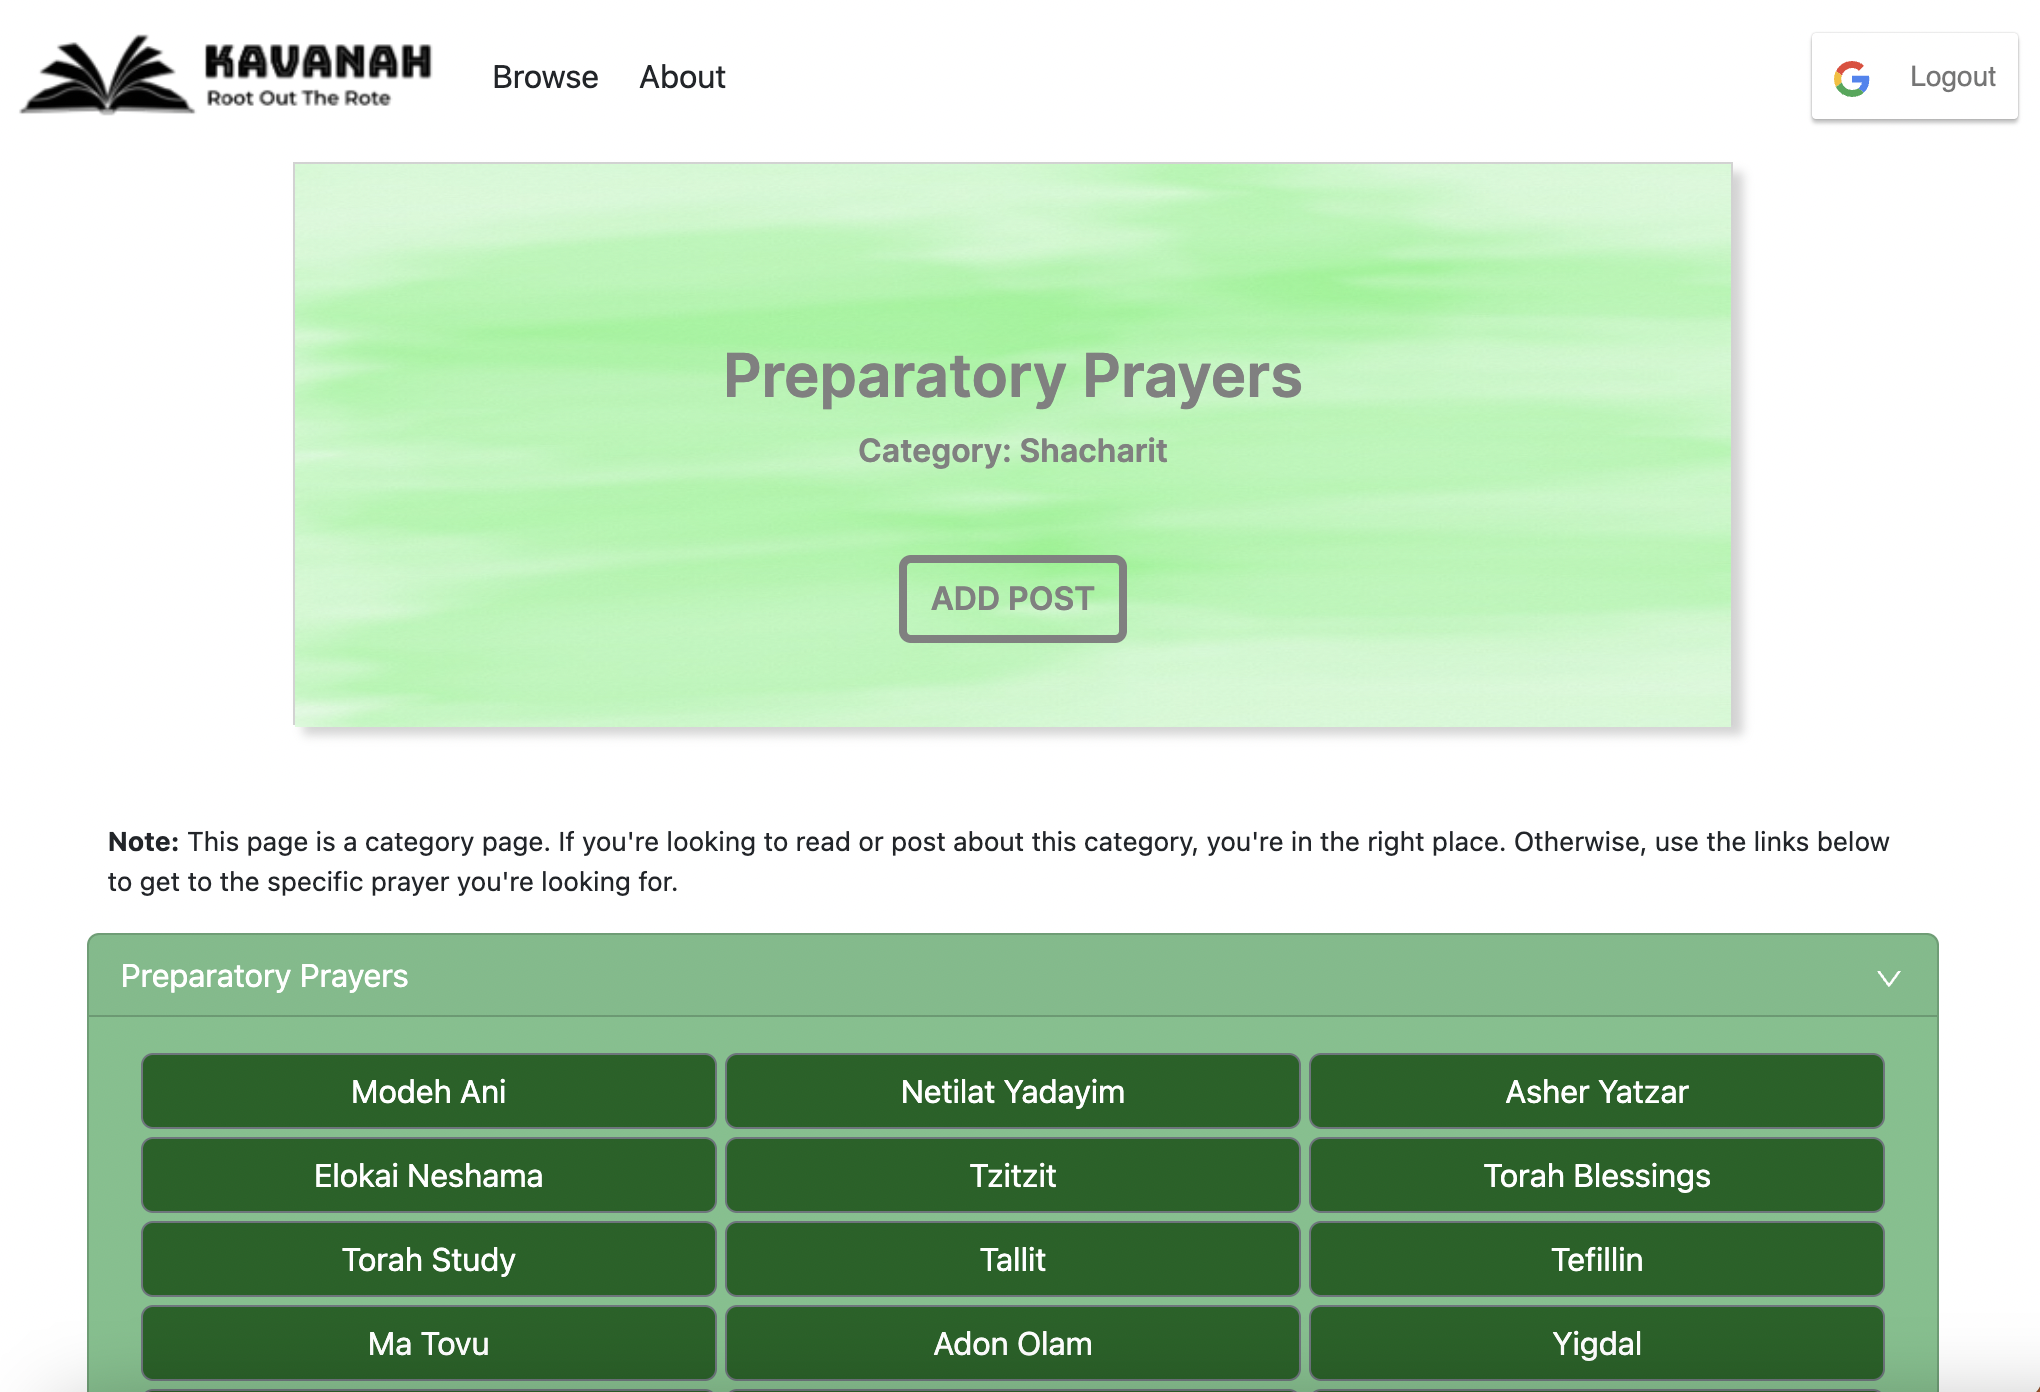 KAVANAH
Root Out The Rote
Browse
About
Logout
Preparatory Prayers
Category: Shacharit
ADD POST
Note: This page is a category page. If you're looking to read or post about this category, you're in the right place. Otherwise, use the links below
to get to the specific prayer you're looking for.
Preparatory Prayers
Modeh Ani
Netilat Yadayim
Asher Yatzar
Elokai Neshama
Tzitzit
Torah Blessings
Torah Study
Tallit
Tefillin
Ma Tovu
Adon Olam
Yigdal